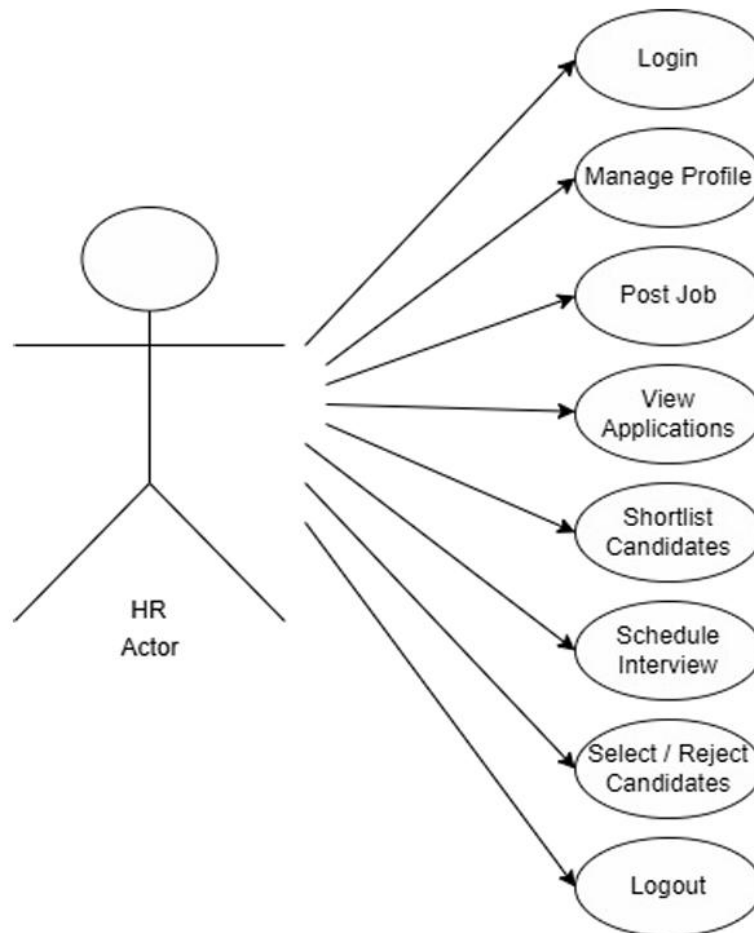 Login
Manage Profile
Post Job
View
Applications
Shortlist
Candidates
Schedule
Interview
Select / Reject
Candidates
Logout
HR
Actor